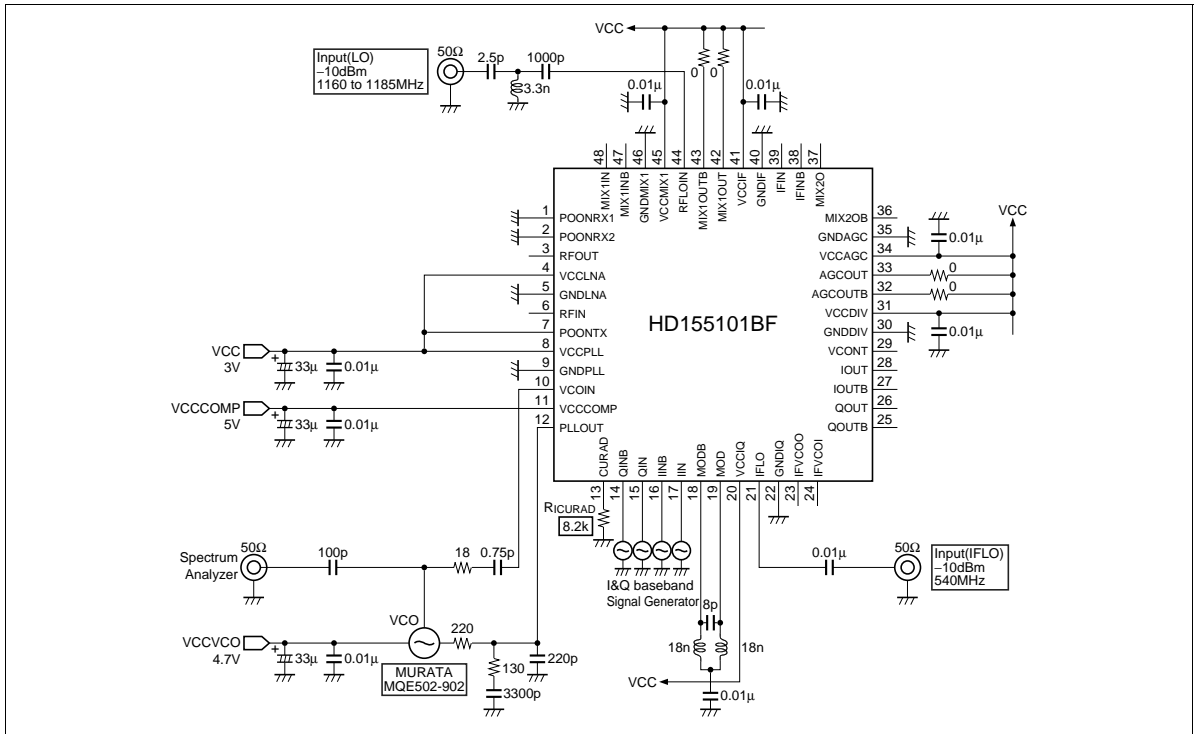 VCC
Input(LO)
–10dBm
1160 to 1185MHz
50Ω
2.5p
1000p
3.3n
0.01μ
0
0
0.01μ
48
47
46
45
44
43
42
41
40
39
38
37
MIX1IN
MIX1INB
GNDMIX1
VCCMIX1
RFLOIN
MIX1OUTB
MIX1OUT
VCCIF
GNDIF
IFIN
IFINB
MIX2O
1 POONRX1
2 POONRX2
3 RFOUT
4 VCCLNA
5 GNDLNA
6 RFIN
7 POONTX
8 VCCPLL
9 GNDPLL
10 VCOIN
11 VCCCOMP
12 PLLOUT
HD155101BF
MIX2OB 36
GNDAGC 35
VCCAGC 34
AGCOUT 33
AGCOUTB 32
VCCDIV 31
GNDDIV 30
VCONT 29
IOUT 28
IOUTB 27
QOUT 26
QOUTB 25
VCC
0.01μ
0
0
0.01μ
VCC
3V
+
33μ
0.01μ
VCCCOMP
5V
+
33μ
0.01μ
CURAD
QINB
QIN
IINB
IIN
MODB
MOD
VCCIQ
IFLO
GNDIQ
IFVCOO
IFVCOI
13
14
15
16
17
18
19
20
21
22
23
24
RICURAD
8.2k
I&Q baseband
Signal Generator
8p
18n
18n
VCC
0.01μ
0.01μ
50Ω
Input(IFLO)
–10dBm
540MHz
Spectrum
Analyzer
50Ω
100p
18
0.75p
VCO
VCCVCO
4.7V
+
33μ
0.01μ
MURATA
MQE502-902
220
130
3300p
220p